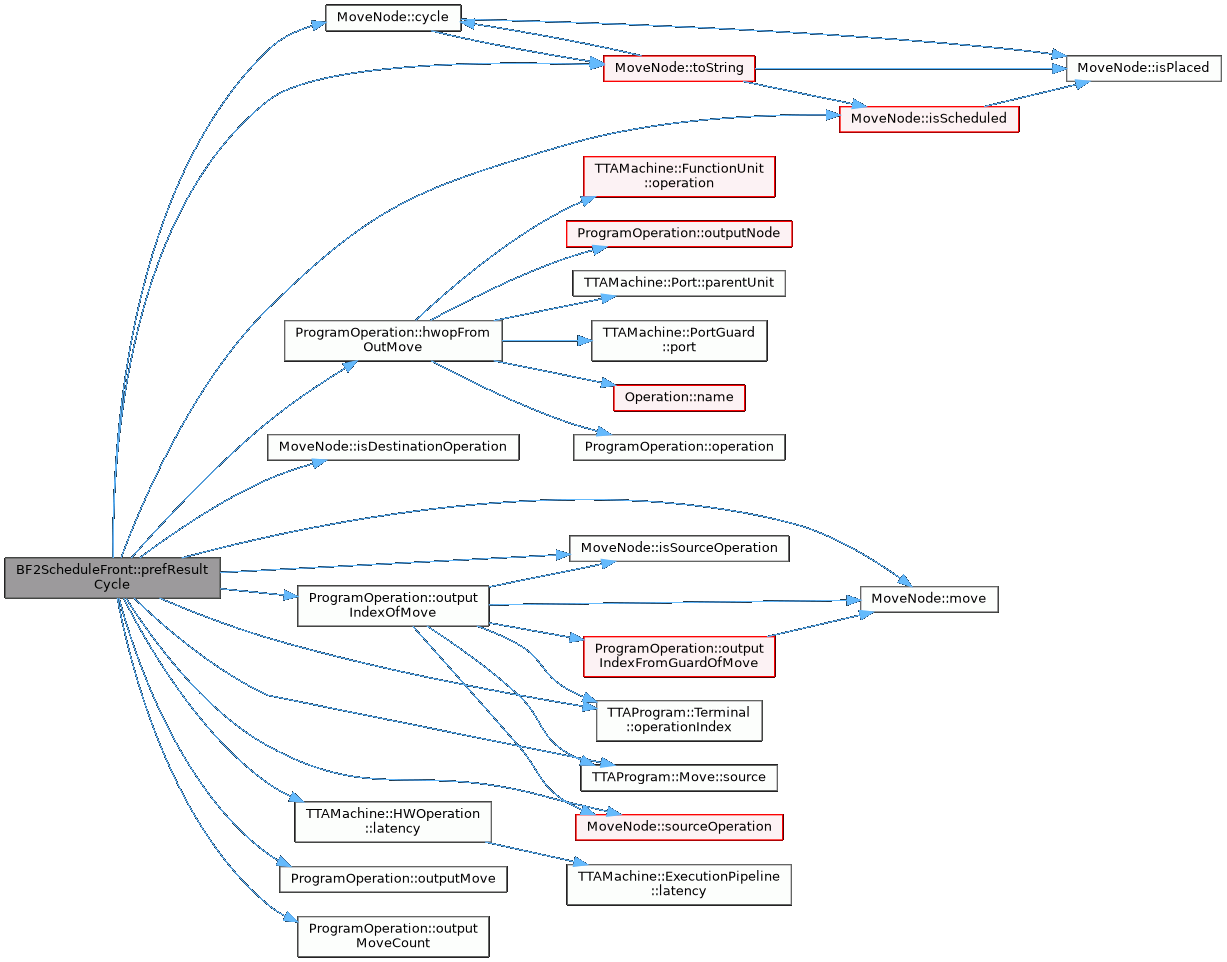 MoveNode::cycle
MoveNode::toString
MoveNode::isPlaced
MoveNode::isScheduled
TTAMachine::FunctionUnit
::operation
ProgramOperation::outputNode
TTAMachine::Port::parentUnit
ProgramOperation::hwopFrom
OutMove
TTAMachine::PortGuard
::port
Operation::name
MoveNode::isDestinationOperation
ProgramOperation::operation
BF2ScheduleFront::prefResult
Cycle
MoveNode::isSourceOperation
ProgramOperation::output
IndexOfMove
MoveNode::move
ProgramOperation::output
IndexFromGuardOfMove
TTAProgram::Terminal
::operationIndex
TTAProgram::Move::source
TTAMachine::HWOperation
::latency
MoveNode::sourceOperation
ProgramOperation::outputMove
TTAMachine::ExecutionPipeline
::latency
ProgramOperation::output
MoveCount